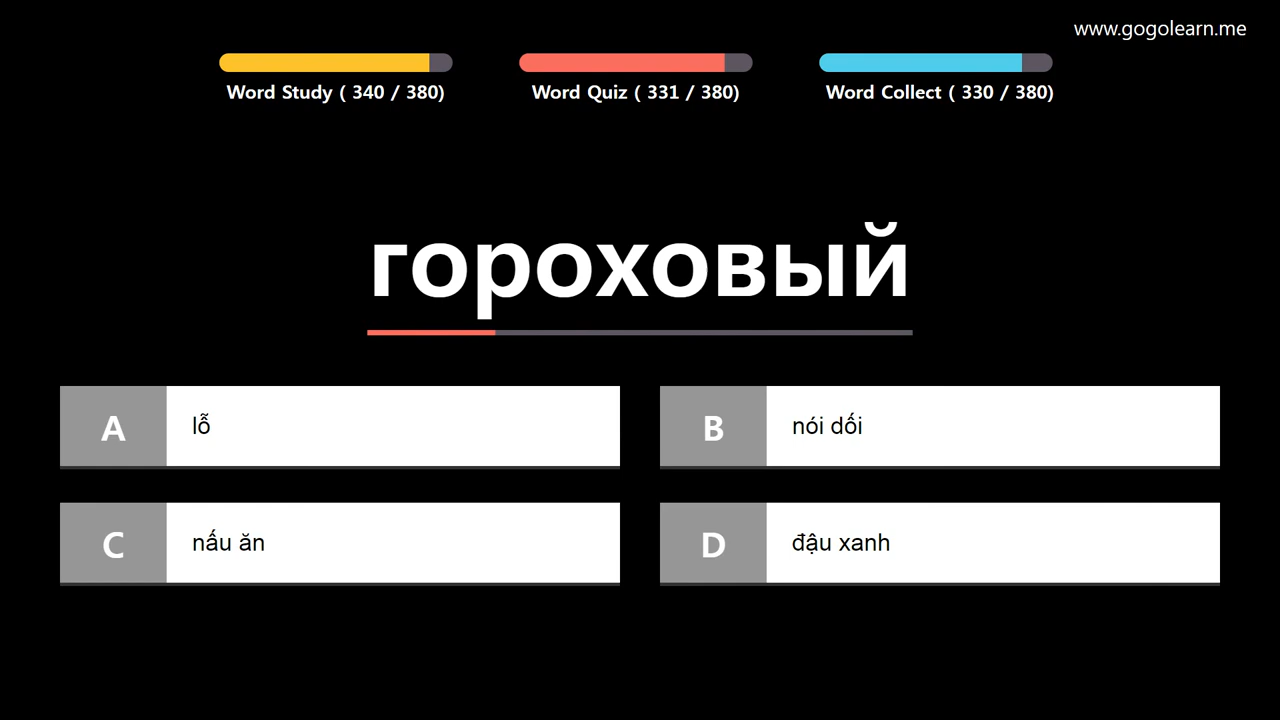 www.gogolearn.me
Word Study ( 340 / 380)
Word Quiz ( 331 / 380)
Word Collect ( 330 / 380)
гороховый
A
lỗ
B
nói dối
C
nấu ăn
D
đậu xanh